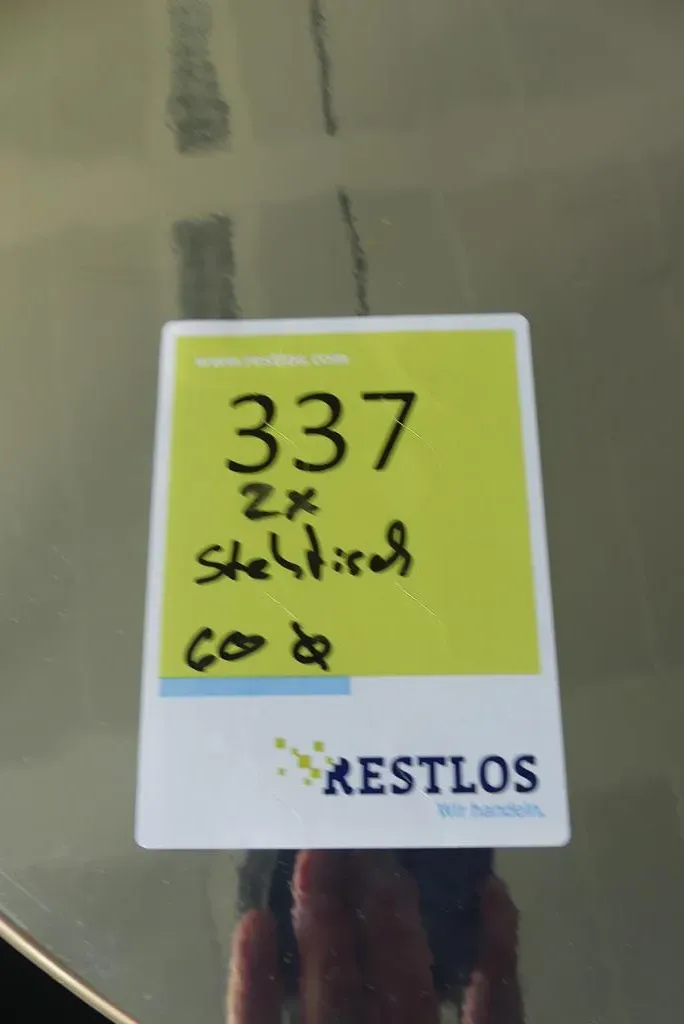 www.restlos.com
337
2x
Stehtisch
60 Ø
RESTLOS
Wir handeln.